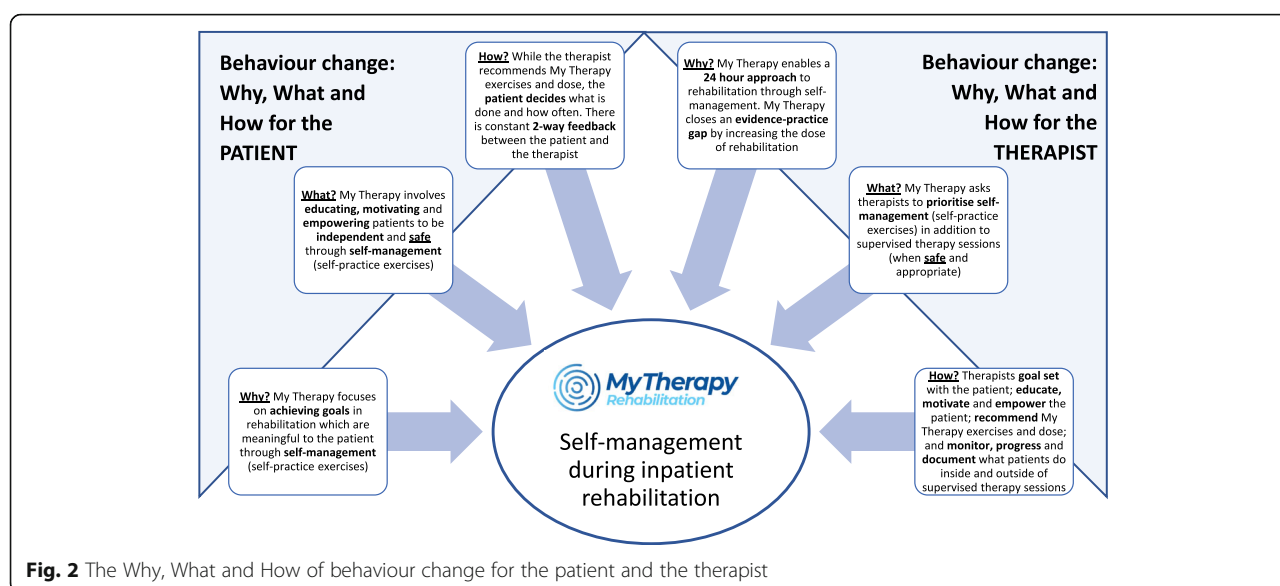 Behaviour change:
Why, What and
How for the
PATIENT
How? While the therapist
recommends My Therapy
exercises and dose, the
patient decides what is
done and how often. There
is constant 2-way feedback
between the patient and
the therapist
Why? My Therapy enables a
24 hour approach to
rehabilitation through self-
management. My Therapy
closes an evidence-practice
gap by increasing the dose
of rehabilitation
Behaviour change:
Why, What and
How for the
THERAPIST
What? My Therapy involves
educating, motivating and
empowering patients to be
independent and safe
through self-management
(self-practice exercises)
What? My Therapy asks
therapists to prioritise self-
management (self-practice
exercises) in addition to
supervised therapy sessions
(when safe and
appropriate)
Why? My Therapy focuses
on achieving goals in
rehabilitation which are
meaningful to the patient
through self-management
(self-practice exercises)
MyTherapy
Rehabilitation
Self-management
during inpatient
rehabilitation
How? Therapists goal set
with the patient; educate,
motivate and empower the
patient; recommend My
Therapy exercises and dose;
and monitor, progress and
document what patients do
inside and outside of
supervised therapy sessions
Fig. 2 The Why, What and How of behaviour change for the patient and the therapist